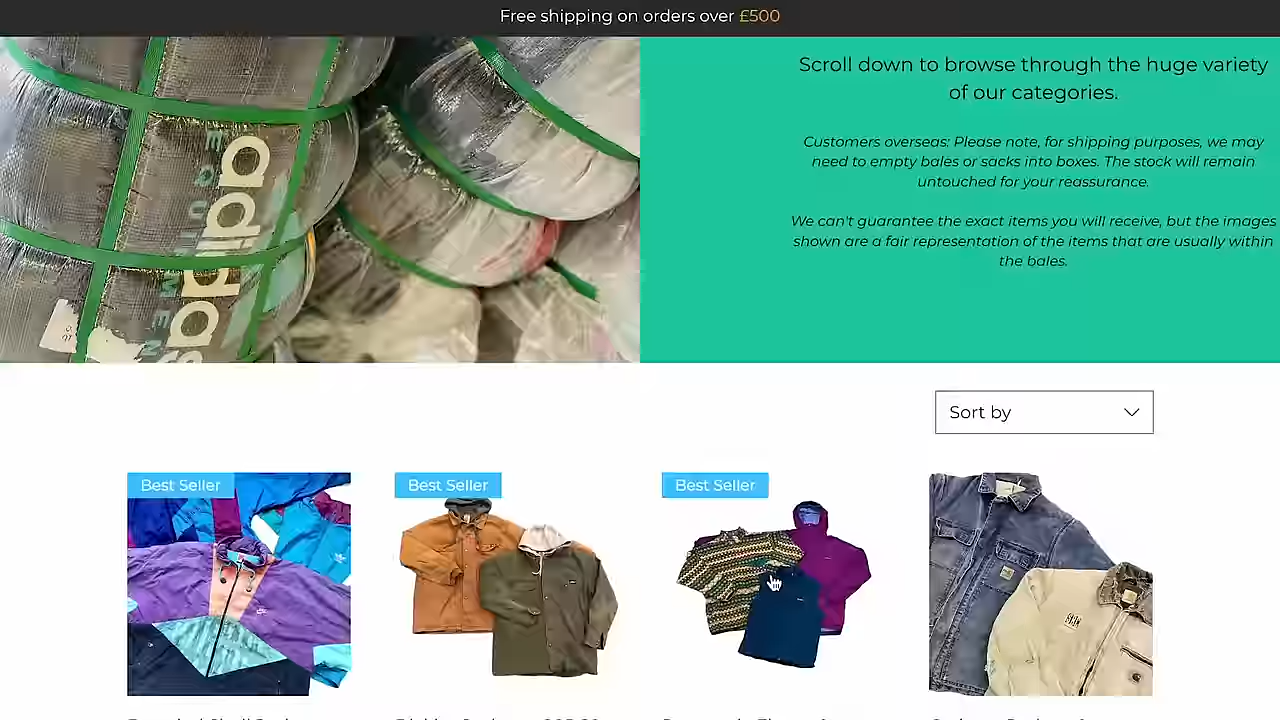 Free shipping on orders over £500
Scroll down to browse through the huge variety
of our categories.
Customers overseas: Please note, for shipping purposes, we may
need to empty bales or sacks into boxes. The stock will remain
untouched for your reassurance.
We can't guarantee the exact items you will receive, but the images
shown are a fair representation of the items that are usually within
the bales.
adidas
Sort by
Best Seller
Best Seller
Best Seller